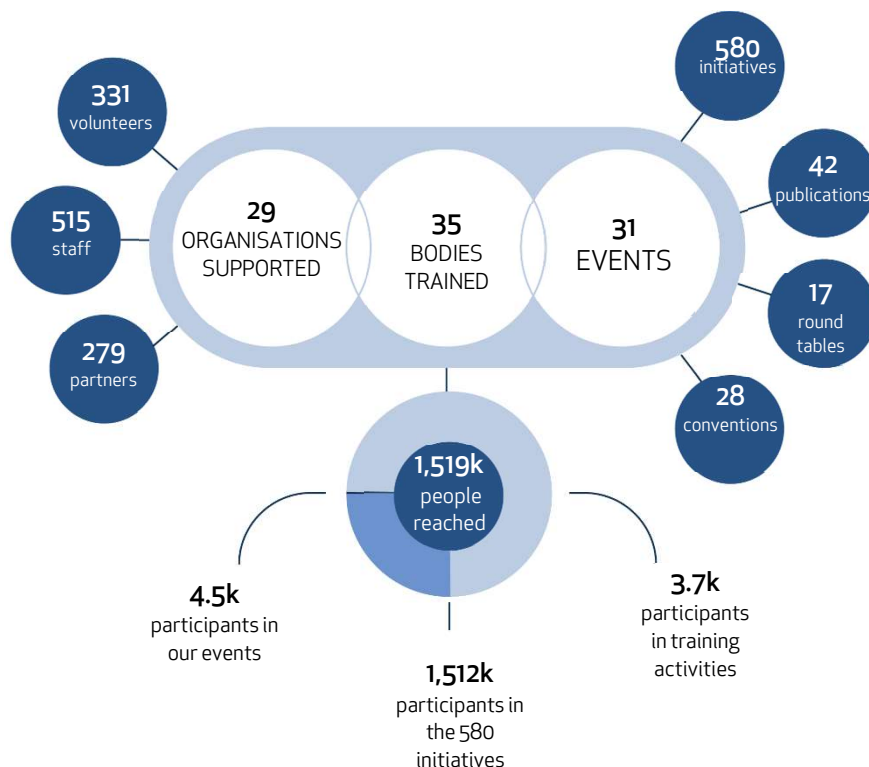 331
volunteers
515
staff
279
partners
29
ORGANISATIONS
SUPPORTED
35
BODIES
TRAINED
31
EVENTS
580
initiatives
42
publications
17
round
tables
28
conventions
1,519k
people
reached
4.5k
participants in
our events
1,512k
participants in
the 580
initiatives
3.7k
participants
in training
activities